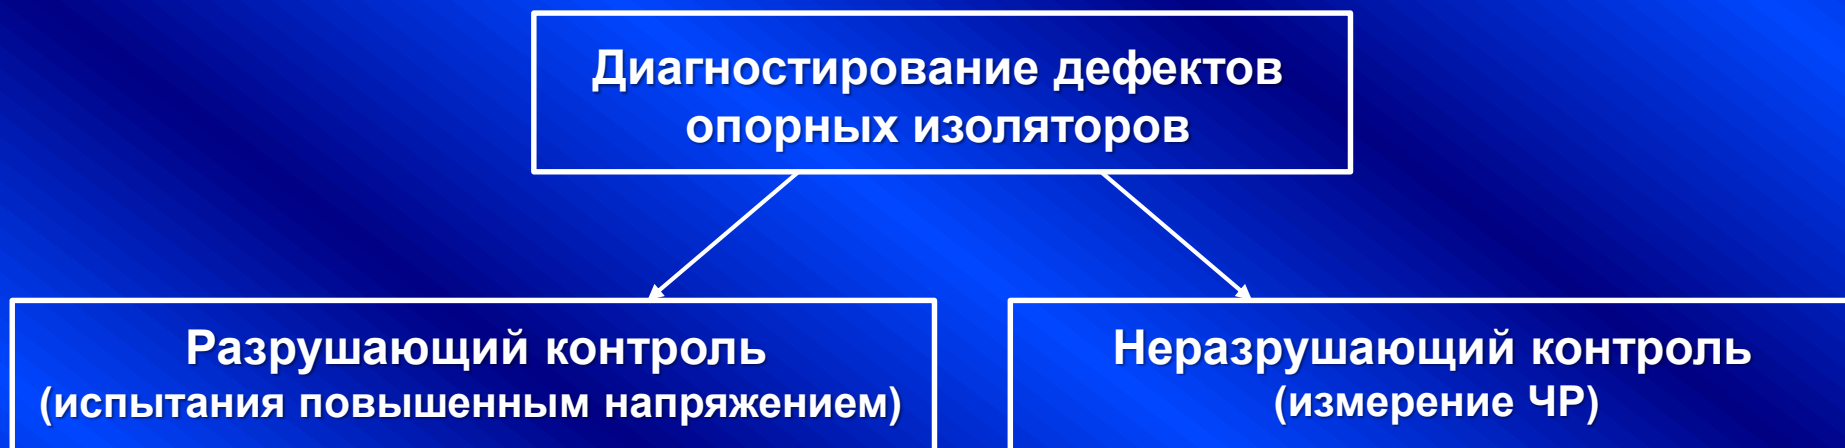 Диагностирование дефектов
опорных изоляторов
Разрушающий контроль
(испытания повышенным напряжением)
Неразрушающий контроль
(измерение ЧР)